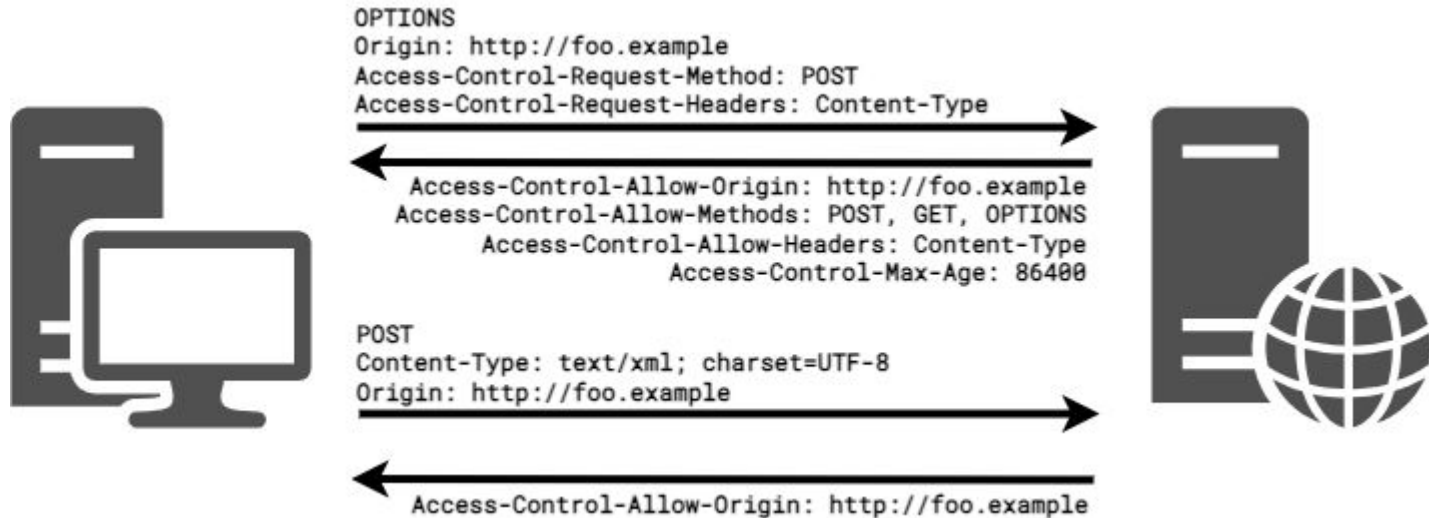 OPTIONS
Origin: http://foo.example
Access-Control-Request-Method: POST
Access-Control-Request-Headers: Content-Type
Access-Control-Allow-Origin: http://foo.example
Access-Control-Allow-Methods: POST, GET, OPTIONS
Access-Control-Allow-Headers: Content-Type
Access-Control-Max-Age: 86400
POST
Content-Type: text/xml; charset=UTF-8
Origin: http://foo.example
Access-Control-Allow-Origin: http://foo.example